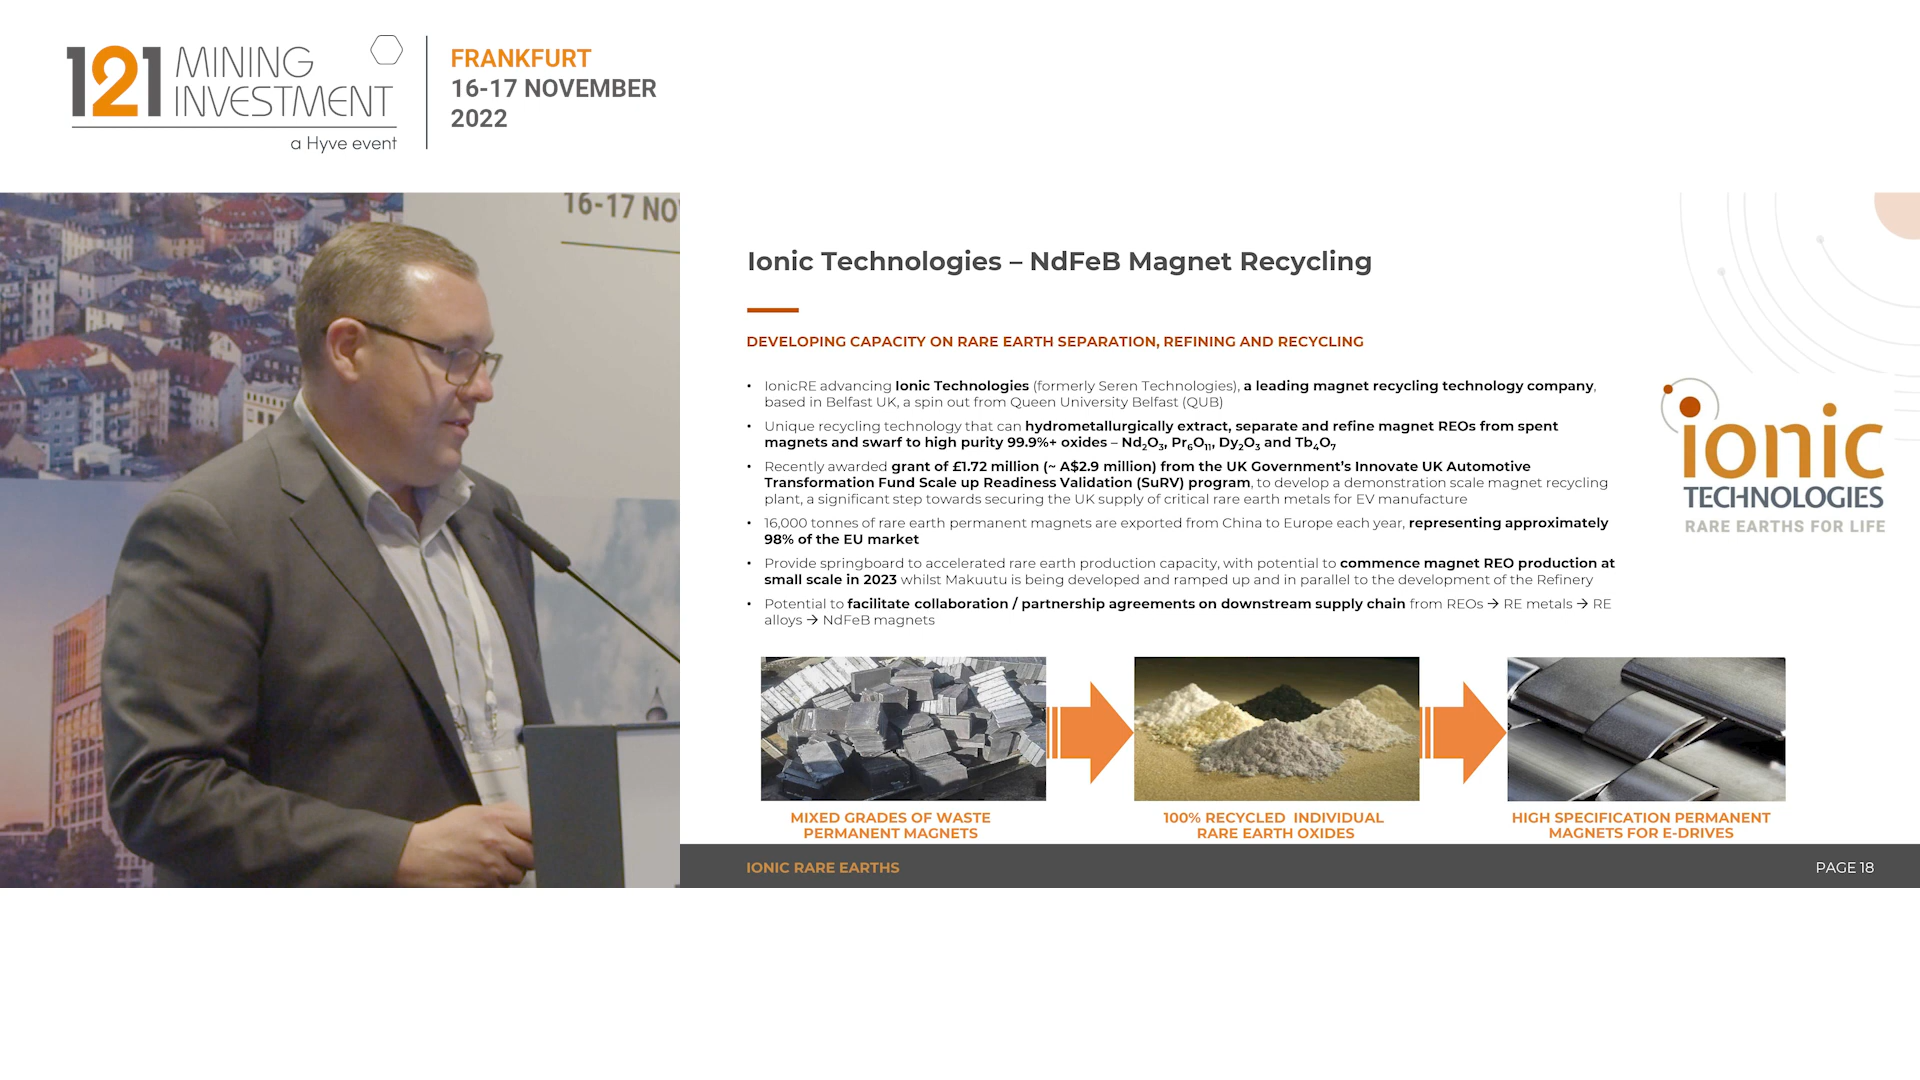 121 MINING
INVESTMENT
a Hyve event
FRANKFURT
16-17 NOVEMBER
2022
16-17 NO
Ionic Technologies – NdFeB Magnet Recycling
DEVELOPING CAPACITY ON RARE EARTH SEPARATION, REFINING AND RECYCLING
• IonicRE advancing Ionic Technologies (formerly Seren Technologies), a leading magnet recycling technology company,
based in Belfast UK, a spin out from Queen University Belfast (QUB)
• Unique recycling technology that can hydrometallurgically extract, separate and refine magnet REOs from spent
magnets and swarf to high purity 99.9%+ oxides – Nd₂O₃, Pr₆O₁₁, Dy₂O₃ and Tb₄O₇
• Recently awarded grant of £1.72 million (~ A$2.9 million) from the UK Government's Innovate UK Automotive
Transformation Fund Scale up Readiness Validation (SuRV) program, to develop a demonstration scale magnet recycling
plant, a significant step towards securing the UK supply of critical rare earth metals for EV manufacture
• 16,000 tonnes of rare earth permanent magnets are exported from China to Europe each year, representing approximately
98% of the EU market
• Provide springboard to accelerated rare earth production capacity, with potential to commence magnet REO production at
small scale in 2023 whilst Makuutu is being developed and ramped up and in parallel to the development of the Refinery
• Potential to facilitate collaboration / partnership agreements on downstream supply chain from REOs → RE metals → RE
alloys → NdFeB magnets
ionic
TECHNOLOGIES
RARE EARTHS FOR LIFE
MIXED GRADES OF WASTE
PERMANENT MAGNETS
100% RECYCLED INDIVIDUAL
RARE EARTH OXIDES
HIGH SPECIFICATION PERMANENT
MAGNETS FOR E-DRIVES
IONIC RARE EARTHS
PAGE 18